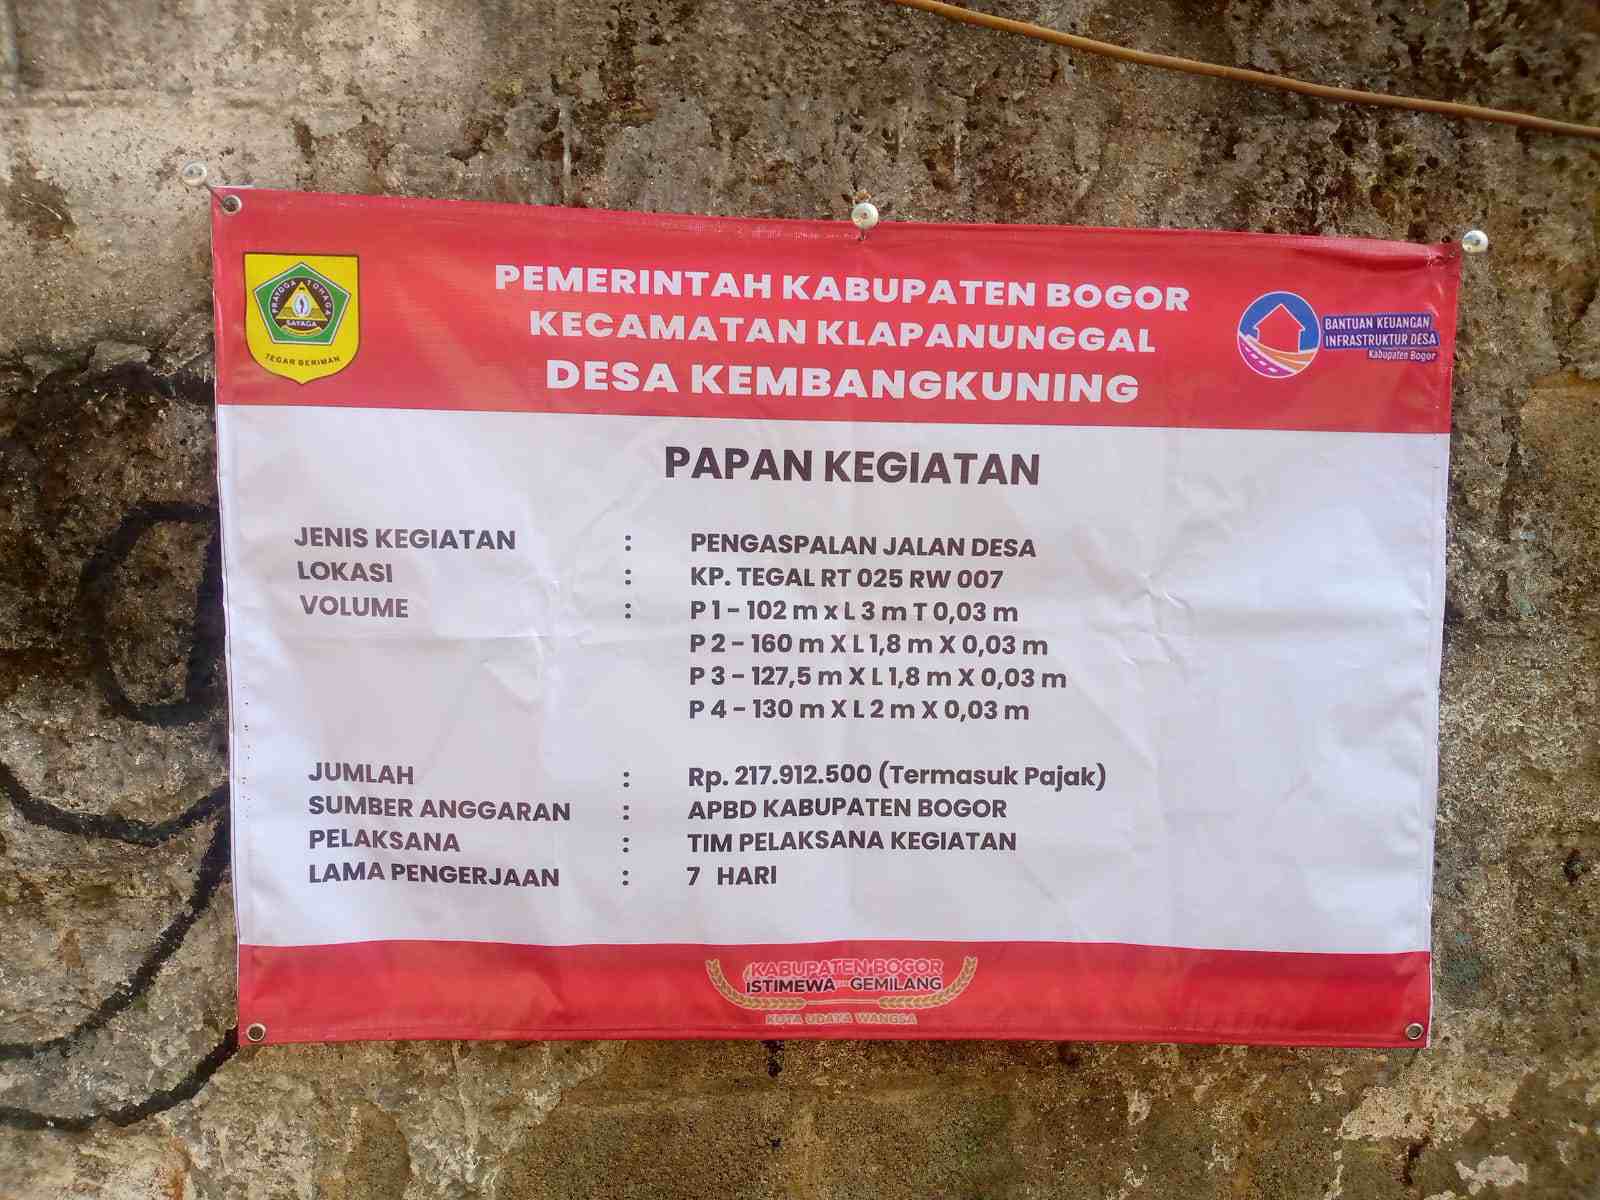 PEMERINTAH KABUPATEN BOGOR
KECAMATAN KLAPANUNGGAL
DESA KEMBANGKUNING
PRAYOGA TOHAGA
SAYAGA
TEGAR BERIMAN
BANTUAN KEUANGAN
INFRASTRUKTUR DESA
Kabupaten Bogor
PAPAN KEGIATAN
JENIS KEGIATAN : PENGASPALAN JALAN DESA
LOKASI : KP. TEGAL RT 025 RW 007
VOLUME : P 1 - 102 m x L 3 m T 0,03 m
P 2 - 160 m X L 1,8 m X 0,03 m
P 3 - 127,5 m X L 1,8 m X 0,03 m
P 4 - 130 m X L 2 m X 0,03 m
JUMLAH : Rp. 217.912.500 (Termasuk Pajak)
SUMBER ANGGARAN : APBD KABUPATEN BOGOR
PELAKSANA : TIM PELAKSANA KEGIATAN
LAMA PENGERJAAN : 7 HARI
KABUPATEN BOGOR
ISTIMEWA GEMILANG
KUTA UDAYA WANGSA